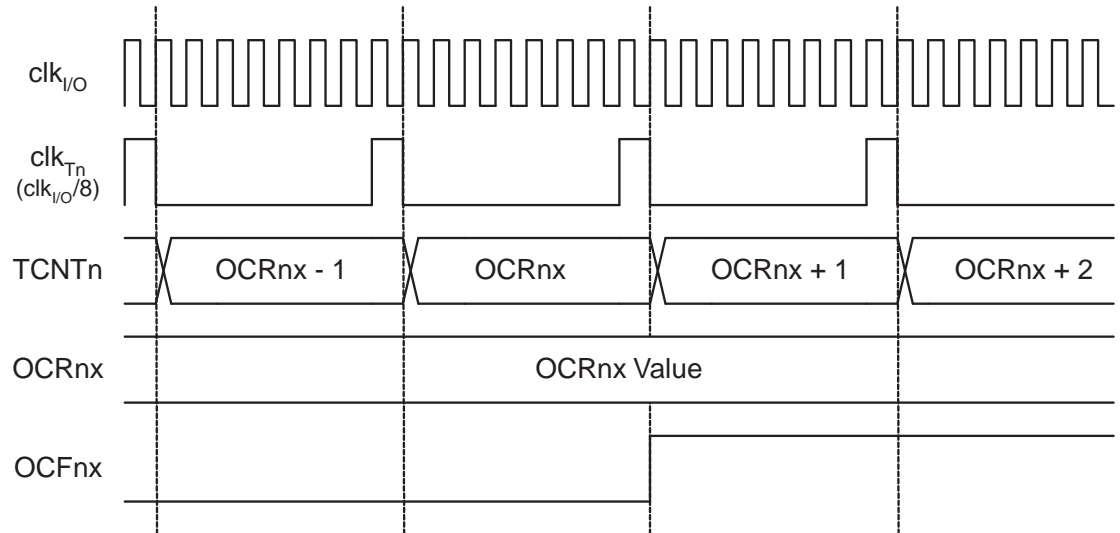 clkI/O
clkTn
(clkI/O/8)
TCNTn
OCRnx - 1
OCRnx
OCRnx + 1
OCRnx + 2
OCRnx
OCRnx Value
OCFnx